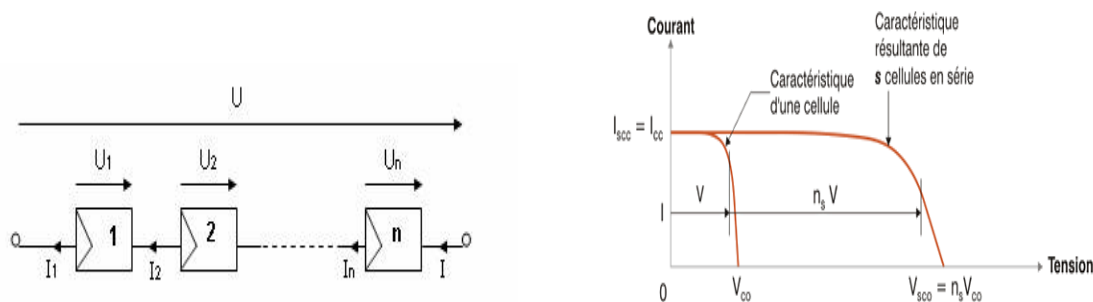 U
U1 U2 Un
1 2 n
I1 I2 In I
Courant
Caractéristique
résultante de
s cellules en série
Caractéristique
d'une cellule
Iscc = Icc
V nsV
I
0 Vco Vsco = nsVco
Tension